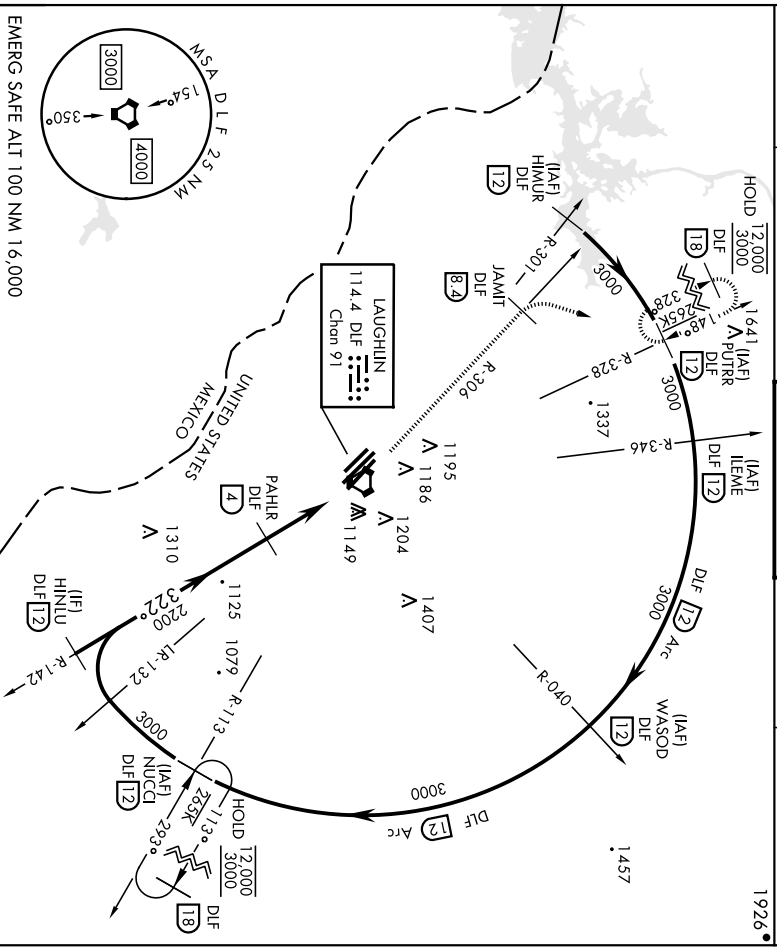 EMERG SAFE ALT 100 NM 16,000
MSA DLF 25 NM
3000
4000
154°
350°
HOLD
12,000
3000
DLF
18
(IAF)
HIMUR
DLF
12
R-301
3000
328°
265K
148°
1641
(IAF)
PUTRR
DLF
12
JAMIT
DLF
8.4
R-306
R-328
3000
1337
R-346
(IAF)
ILEME
DLF 12
LAUGHLIN
114.4 DLF
Chan 91
UNITED STATES
MEXICO
1195
1186
1204
1149
1407
DLF 12 Arc
3000
R-040
(IAF)
WASOD
DLF
12
PAHLR
DLF
4
1310
1125
1079
322°
2200
(IF)
HINLU
DLF 12
R-142
LR-132
3000
R-113
(IAF)
NUCCI
DLF 12
265K
113°
293°
HOLD
12,000
3000
DLF
18
3000
DLF 12 Arc
1457
1926